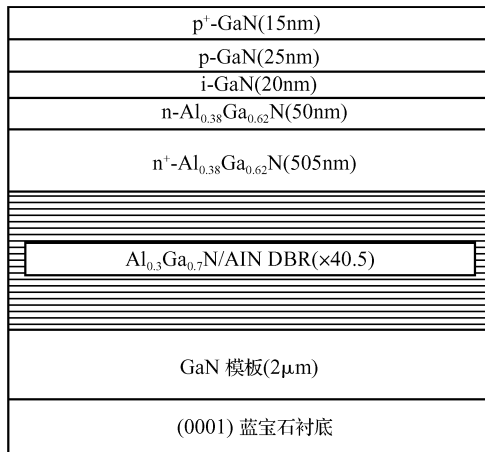 p⁺-GaN(15nm)
p-GaN(25nm)
i-GaN(20nm)
n-Al₀.₃₈Ga₀.₆₂N(50nm)
n⁺-Al₀.₃₈Ga₀.₆₂N(505nm)
Al₀.₃Ga₀.₇N/AlN DBR(×40.5)
GaN 模板(2μm)
(0001) 蓝宝石衬底